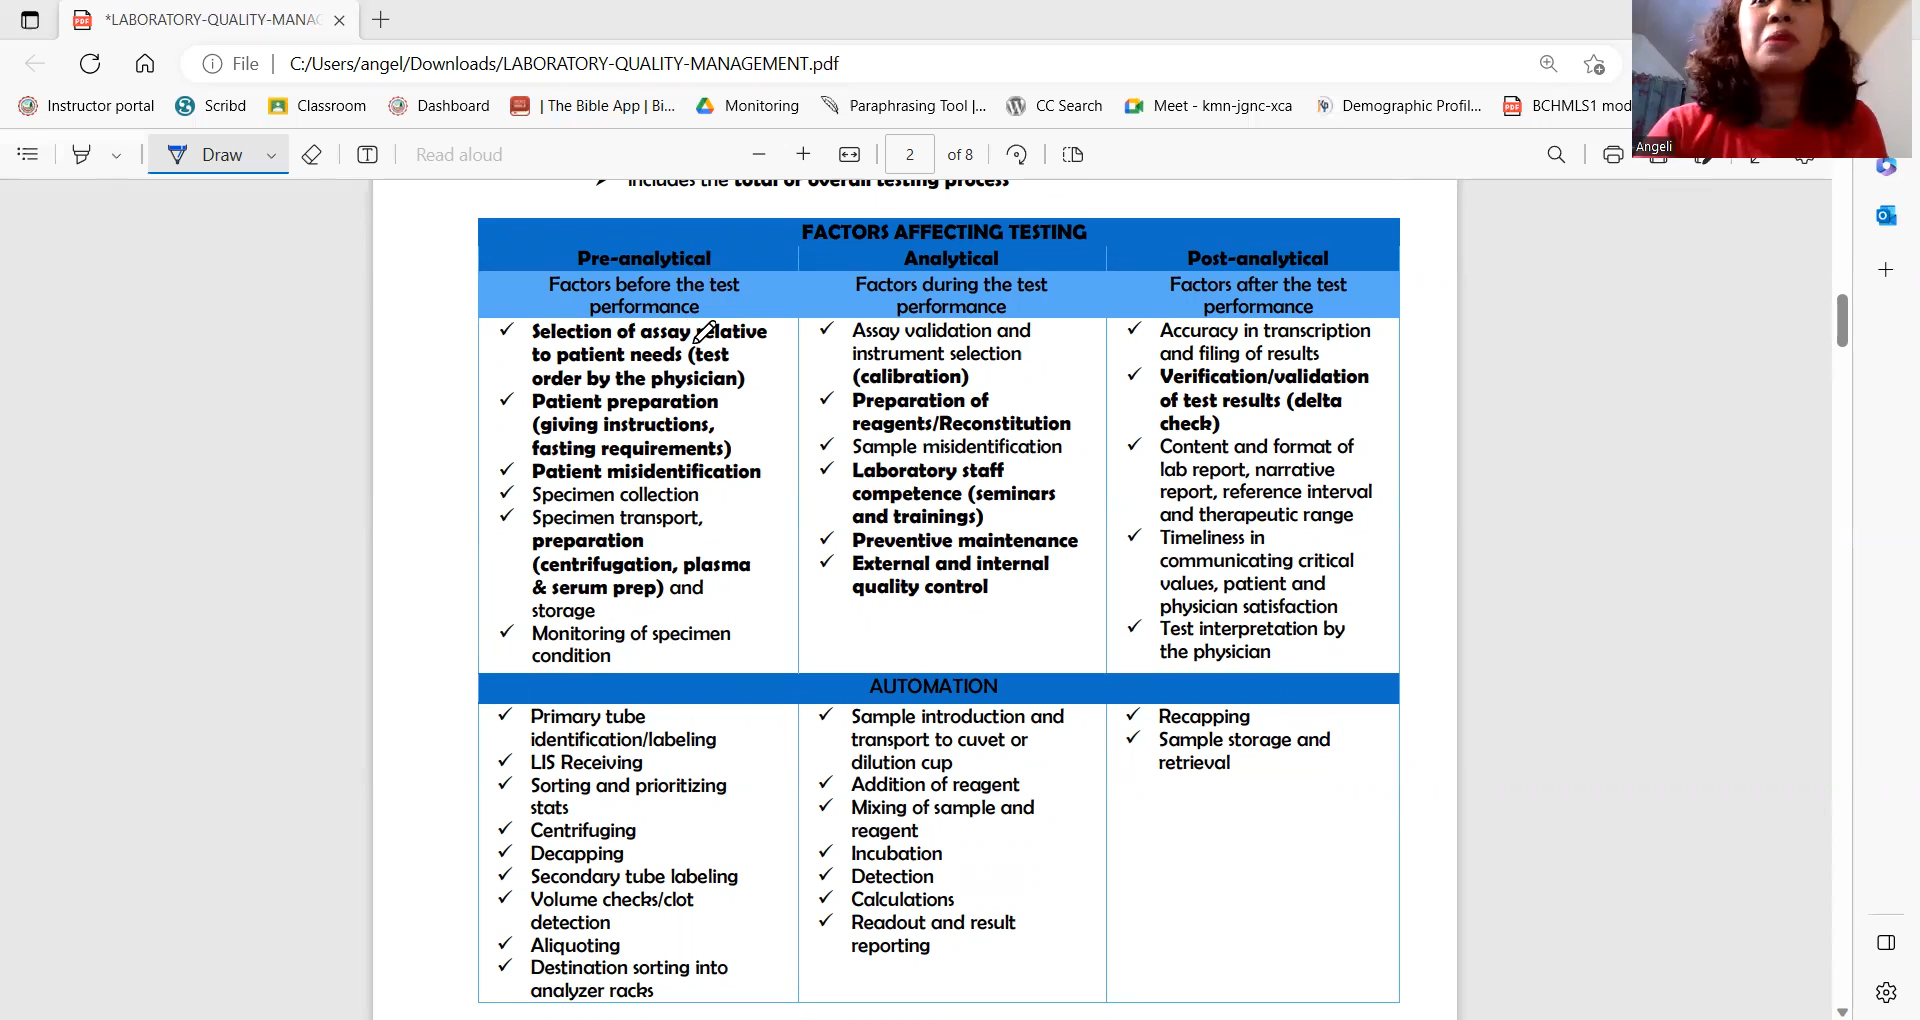 *LABORATORY-QUALITY-MANA
File
C:/Users/angel/Downloads/LABORATORY-QUALITY-MANAGEMENT.pdf
Instructor portal
Scribd
Classroom
Dashboard
| The Bible App | Bi...
Monitoring
Paraphrasing Tool |...
CC Search
Meet - kmn-jgnc-xca
Demographic Profil...
BCHMLS1 mod
Angeli
Draw
Read aloud
2
of 8
includes the total or overall testing process
FACTORS AFFECTING TESTING
Pre-analytical
Analytical
Post-analytical
Factors before the test
performance
Factors during the test
performance
Factors after the test
performance
✓ Selection of assay relative
to patient needs (test
order by the physician)
✓ Patient preparation
(giving instructions,
fasting requirements)
✓ Patient misidentification
✓ Specimen collection
✓ Specimen transport,
preparation
(centrifugation, plasma
& serum prep) and
storage
✓ Monitoring of specimen
condition
✓ Assay validation and
instrument selection
(calibration)
✓ Preparation of
reagents/Reconstitution
✓ Sample misidentification
✓ Laboratory staff
competence (seminars
and trainings)
✓ Preventive maintenance
✓ External and internal
quality control
✓ Accuracy in transcription
and filing of results
✓ Verification/validation
of test results (delta
check)
✓ Content and format of
lab report, narrative
report, reference interval
and therapeutic range
✓ Timeliness in
communicating critical
values, patient and
physician satisfaction
✓ Test interpretation by
the physician
AUTOMATION
✓ Primary tube
identification/labeling
✓ LIS Receiving
✓ Sorting and prioritizing
stats
✓ Centrifuging
✓ Decapping
✓ Secondary tube labeling
✓ Volume checks/clot
detection
✓ Aliquoting
✓ Destination sorting into
analyzer racks
✓ Sample introduction and
transport to cuvet or
dilution cup
✓ Addition of reagent
✓ Mixing of sample and
reagent
✓ Incubation
✓ Detection
✓ Calculations
✓ Readout and result
reporting
✓ Recapping
✓ Sample storage and
retrieval